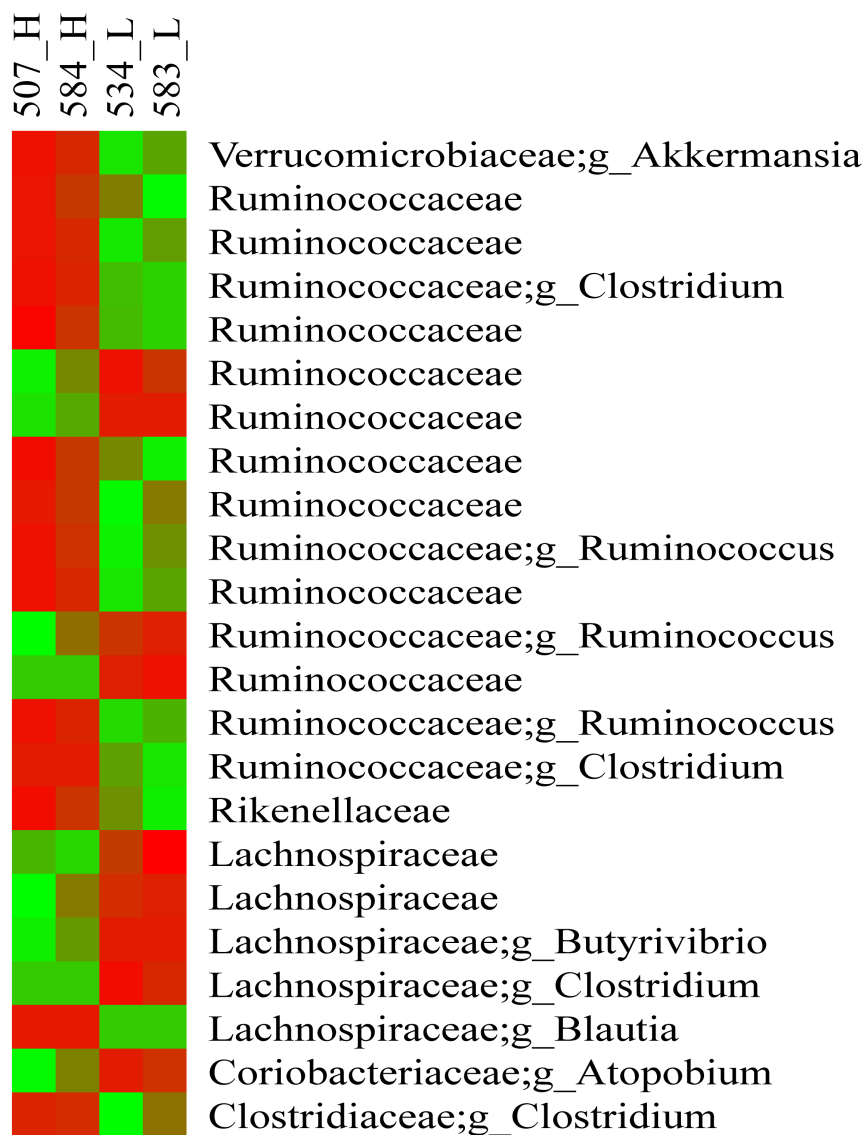 507_H
584_H
534_L
583_L
Verrucomicrobiaceae;g_Akkermansia
Ruminococcaceae
Ruminococcaceae
Ruminococcaceae;g_Clostridium
Ruminococcaceae
Ruminococcaceae
Ruminococcaceae
Ruminococcaceae
Ruminococcaceae
Ruminococcaceae;g_Ruminococcus
Ruminococcaceae
Ruminococcaceae;g_Ruminococcus
Ruminococcaceae
Ruminococcaceae;g_Ruminococcus
Ruminococcaceae;g_Clostridium
Rikenellaceae
Lachnospiraceae
Lachnospiraceae
Lachnospiraceae;g_Butyrivibrio
Lachnospiraceae;g_Clostridium
Lachnospiraceae;g_Blautia
Coriobacteriaceae;g_Atopobium
Clostridiaceae;g_Clostridium